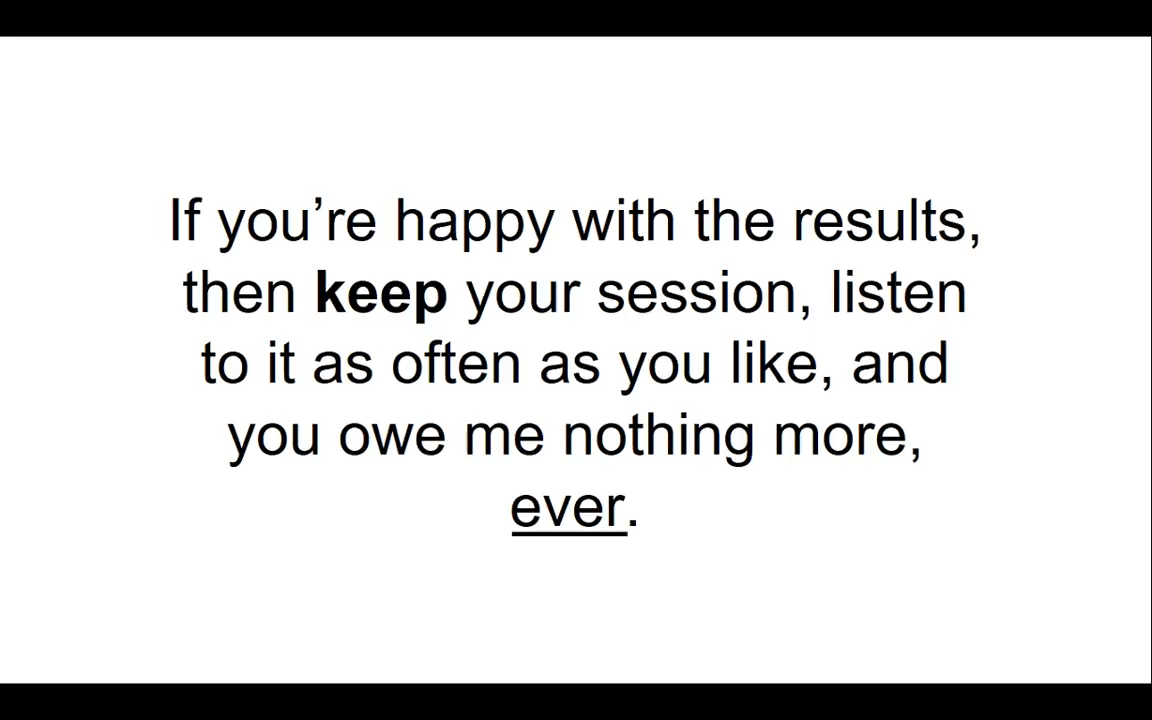 If you’re happy with the results,
then keep your session, listen
to it as often as you like, and
you owe me nothing more,
ever.